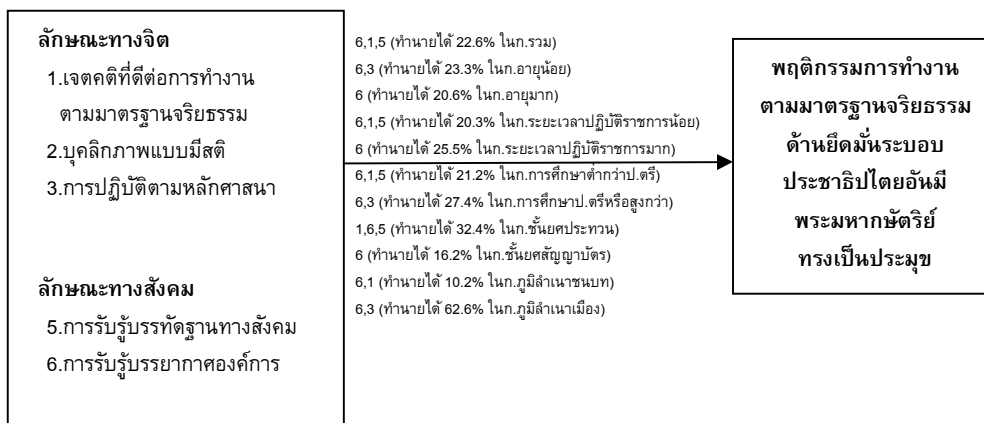 ลักษณะทางจิต
1.เจตคติที่ดีต่อการทำงาน
ตามมาตรฐานจริยธรรม
2.บุคลิกภาพแบบมีสติ
3.การปฏิบัติตามหลักศาสนา
ลักษณะทางสังคม
5.การรับรู้บรรทัดฐานทางสังคม
6.การรับรู้บรรยากาศองค์การ
6,1,5 (ทำนายได้ 22.6% ในก.รวม)
6,3 (ทำนายได้ 23.3% ในก.อายุน้อย)
6 (ทำนายได้ 20.6% ในก.อายุมาก)
6,1,5 (ทำนายได้ 20.3% ในก.ระยะเวลาปฏิบัติราชการน้อย)
6 (ทำนายได้ 25.5% ในก.ระยะเวลาปฏิบัติราชการมาก)
6,1,5 (ทำนายได้ 21.2% ในก.การศึกษาต่ำกว่าป.ตรี)
6,3 (ทำนายได้ 27.4% ในก.การศึกษาป.ตรีหรือสูงกว่า)
1,6,5 (ทำนายได้ 32.4% ในก.ชั้นยศประทวน)
6 (ทำนายได้ 16.2% ในก.ชั้นยศสัญญาบัตร)
6,1 (ทำนายได้ 10.2% ในก.ภูมิลำเนาชนบท)
6,3 (ทำนายได้ 62.6% ในก.ภูมิลำเนาเมือง)
พฤติกรรมการทำงาน
ตามมาตรฐานจริยธรรม
ด้านยึดมั่นระบอบ
ประชาธิปไตยอันมี
พระมหากษัตริย์
ทรงเป็นประมุข